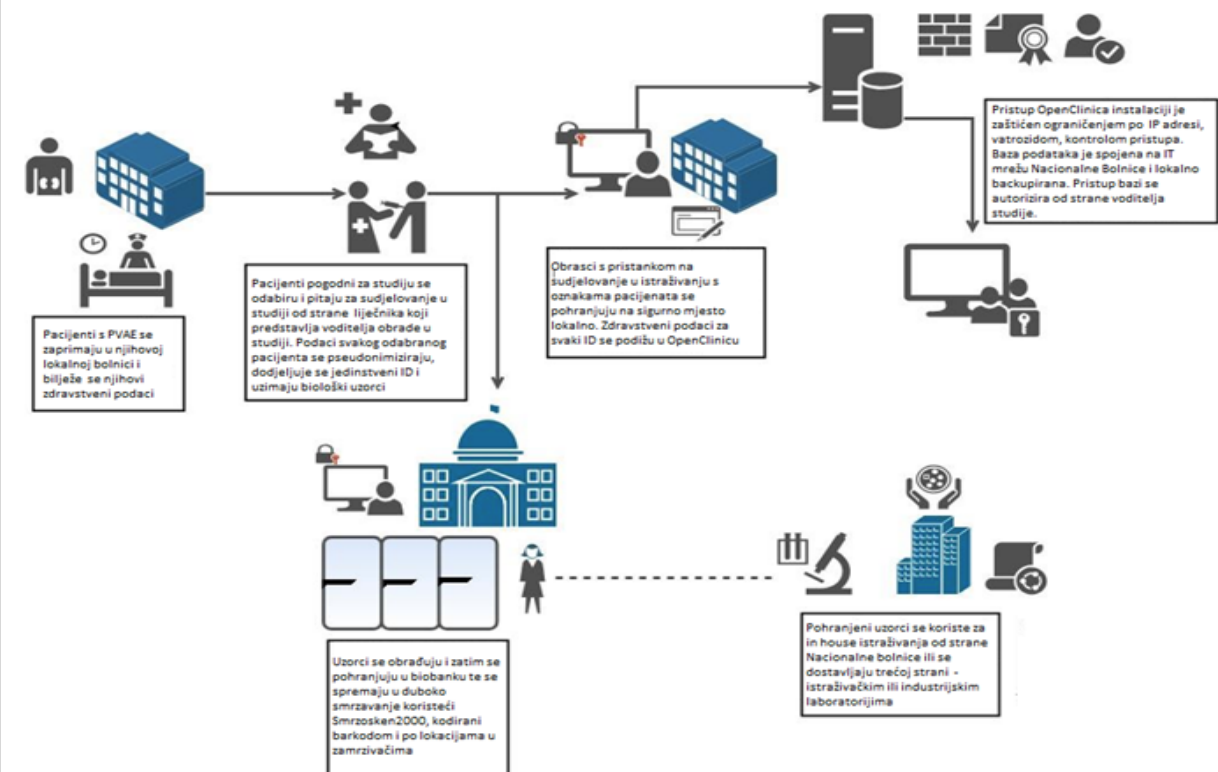 Pristup OpenClinica instalaciji je
zaštićen ograničenjem po IP adresi,
vatrozidom, kontrolom pristupa.
Baza podataka je spojena na IT
mrežu Nacionalne Bolnice i lokalno
backupirana. Pristup bazi se
autorizira od strane voditelja
studije.
Pacijenti s PVAE se
zaprimaju u njihovoj
lokalnoj bolnici i
bilježe se njihovi
zdravstveni podaci
Pacijenti pogodni za studiju se
odabiru i pitaju za sudjelovanje u
studiji od strane liječnika koji
predstavlja voditelja obrade u
studiji. Podaci svakog odabranog
pacijenta se pseudonimiziraju,
dodjeljuje se jedinstveni ID i
uzimaju biološki uzorci
Obrasci s pristankom na
sudjelovanje u istraživanju s
oznakama pacijenata se
pohranjuju na sigurno mjesto
lokalno. Zdravstveni podaci za
svaki ID se podižu u OpenClinicu
Uzorci se obrađuju i zatim se
pohranjuju u biobanku te se
spremaju u duboko
smrzavanje koristeći
Smrzosken2000, kodirani
barkodom i po lokacijama u
zamrzivačima
Pohranjeni uzorci se koriste za
in house istraživanja od strane
Nacionalne bolnice ili se
dostavljaju trećoj strani -
istraživačkim ili industrijskim
laboratorijima